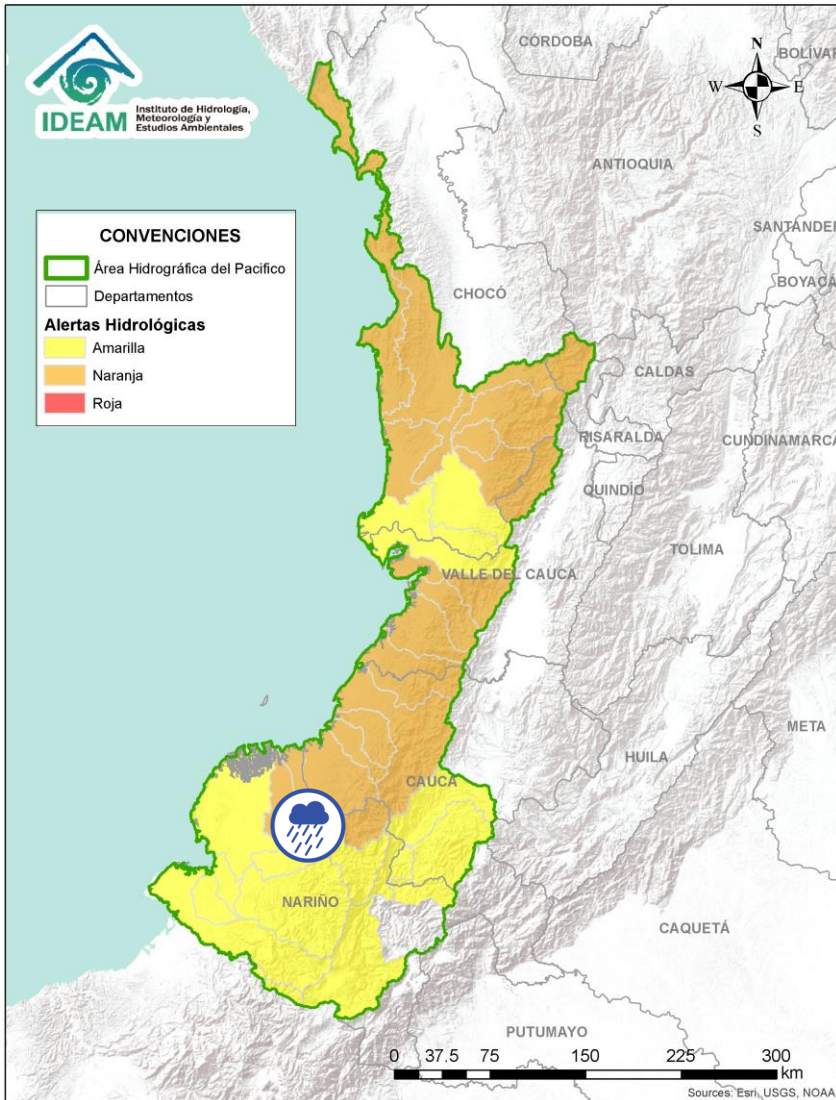 IDEAM
Instituto de Hidrología,
Meteorología y
Estudios Ambientales
CÓRDOBA
BOLÍVAR
N
W
E
S
ANTIOQUIA
CONVENCIONES
Área Hidrográfica del Pacifico
Departamentos
Alertas Hidrológicas
Amarilla
Naranja
Roja
SANTANDER
BOYACÁ
CHOCÓ
CALDAS
RISARALDA
CUNDINAMARCA
QUINDÍO
TOLIMA
VALLE DEL CAUCA
META
HUILA
CAUCA
NARIÑO
CAQUETÁ
PUTUMAYO
0 37.5 75 150 225 300
km
Sources: Esri, USGS, NOAA